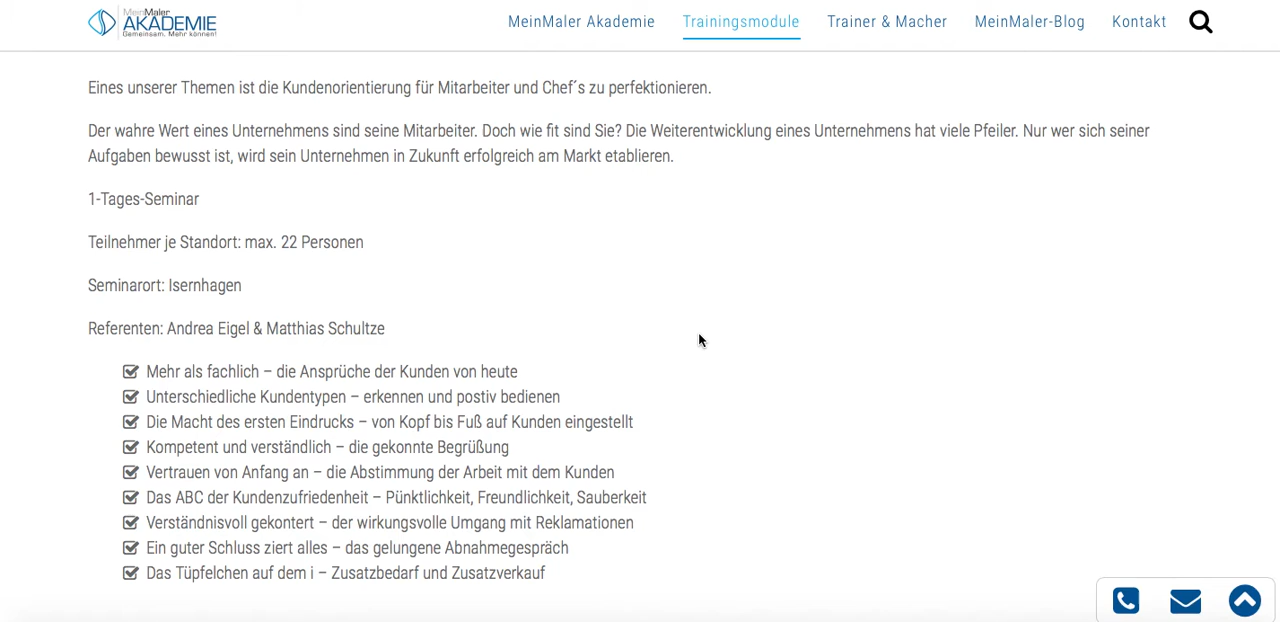 MeinMaler
AKADEMIE
Gemeinsam. Mehr können!
MeinMaler Akademie Trainingsmodule Trainer & Macher MeinMaler-Blog Kontakt
Eines unserer Themen ist die Kundenorientierung für Mitarbeiter und Chef´s zu perfektionieren.
Der wahre Wert eines Unternehmens sind seine Mitarbeiter. Doch wie fit sind Sie? Die Weiterentwicklung eines Unternehmens hat viele Pfeiler. Nur wer sich seiner
Aufgaben bewusst ist, wird sein Unternehmen in Zukunft erfolgreich am Markt etablieren.
1-Tages-Seminar
Teilnehmer je Standort: max. 22 Personen
Seminarort: Isernhagen
Referenten: Andrea Eigel & Matthias Schultze
Mehr als fachlich – die Ansprüche der Kunden von heute
Unterschiedliche Kundentypen – erkennen und postiv bedienen
Die Macht des ersten Eindrucks – von Kopf bis Fuß auf Kunden eingestellt
Kompetent und verständlich – die gekonnte Begrüßung
Vertrauen von Anfang an – die Abstimmung der Arbeit mit dem Kunden
Das ABC der Kundenzufriedenheit – Pünktlichkeit, Freundlichkeit, Sauberkeit
Verständnisvoll gekontert – der wirkungsvolle Umgang mit Reklamationen
Ein guter Schluss ziert alles – das gelungene Abnahmegespräch
Das Tüpfelchen auf dem i – Zusatzbedarf und Zusatzverkauf